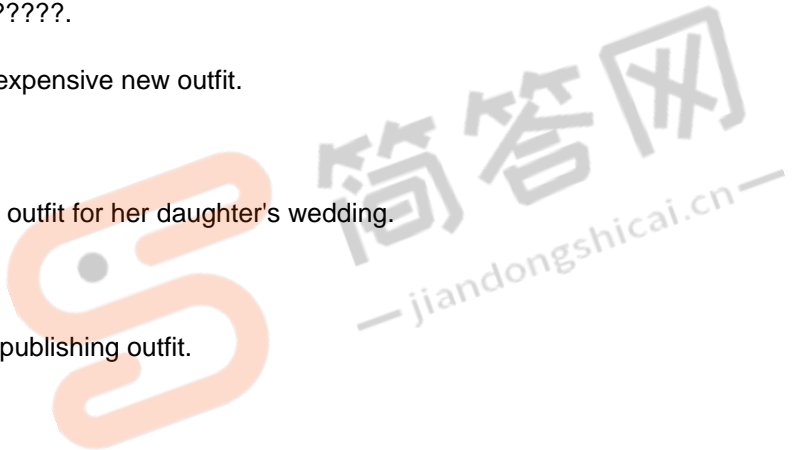 ?????.
expensive new outfit.
简答网
outfit for her daughter's wedding.
— jiandongshicai.cn —
publishing outfit.